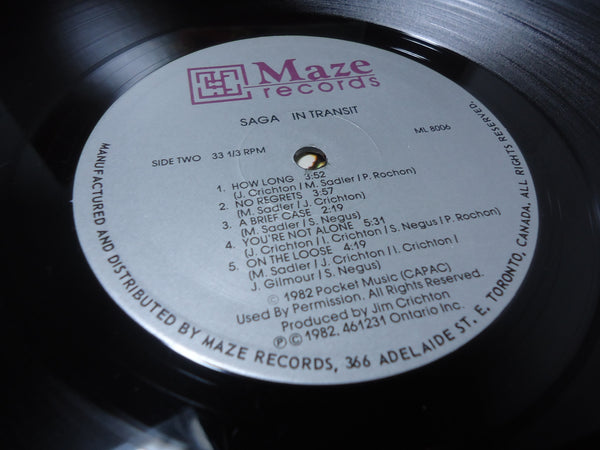 Maze
records
SAGA IN TRANSIT
ML 8006
SIDE TWO 33 1/3 RPM
1. HOW LONG 3:52
(J. Crichton / M. Sadler / P. Rochon)
2. NO REGRETS 3:57
(M. Sadler / J. Crichton)
3. A BRIEF CASE 2:19
(M. Sadler / S. Negus)
4. YOU'RE NOT ALONE 5:31
(J. Crichton / I. Crichton / S. Negus / P. Rochon)
5. ON THE LOOSE 4:19
(M. Sadler / J. Crichton / I. Crichton /
J. Gilmour / S. Negus)
© 1982 Pocket Music (CAPAC)
Used By Permission. All Rights Reserved.
Produced by Jim Crichton
℗ © 1982. 461231 Ontario Inc.
MANUFACTURED AND DISTRIBUTED BY MAZE RECORDS, 366 ADELAIDE ST. E, TORONTO, CANADA. ALL RIGHTS RESERVED.